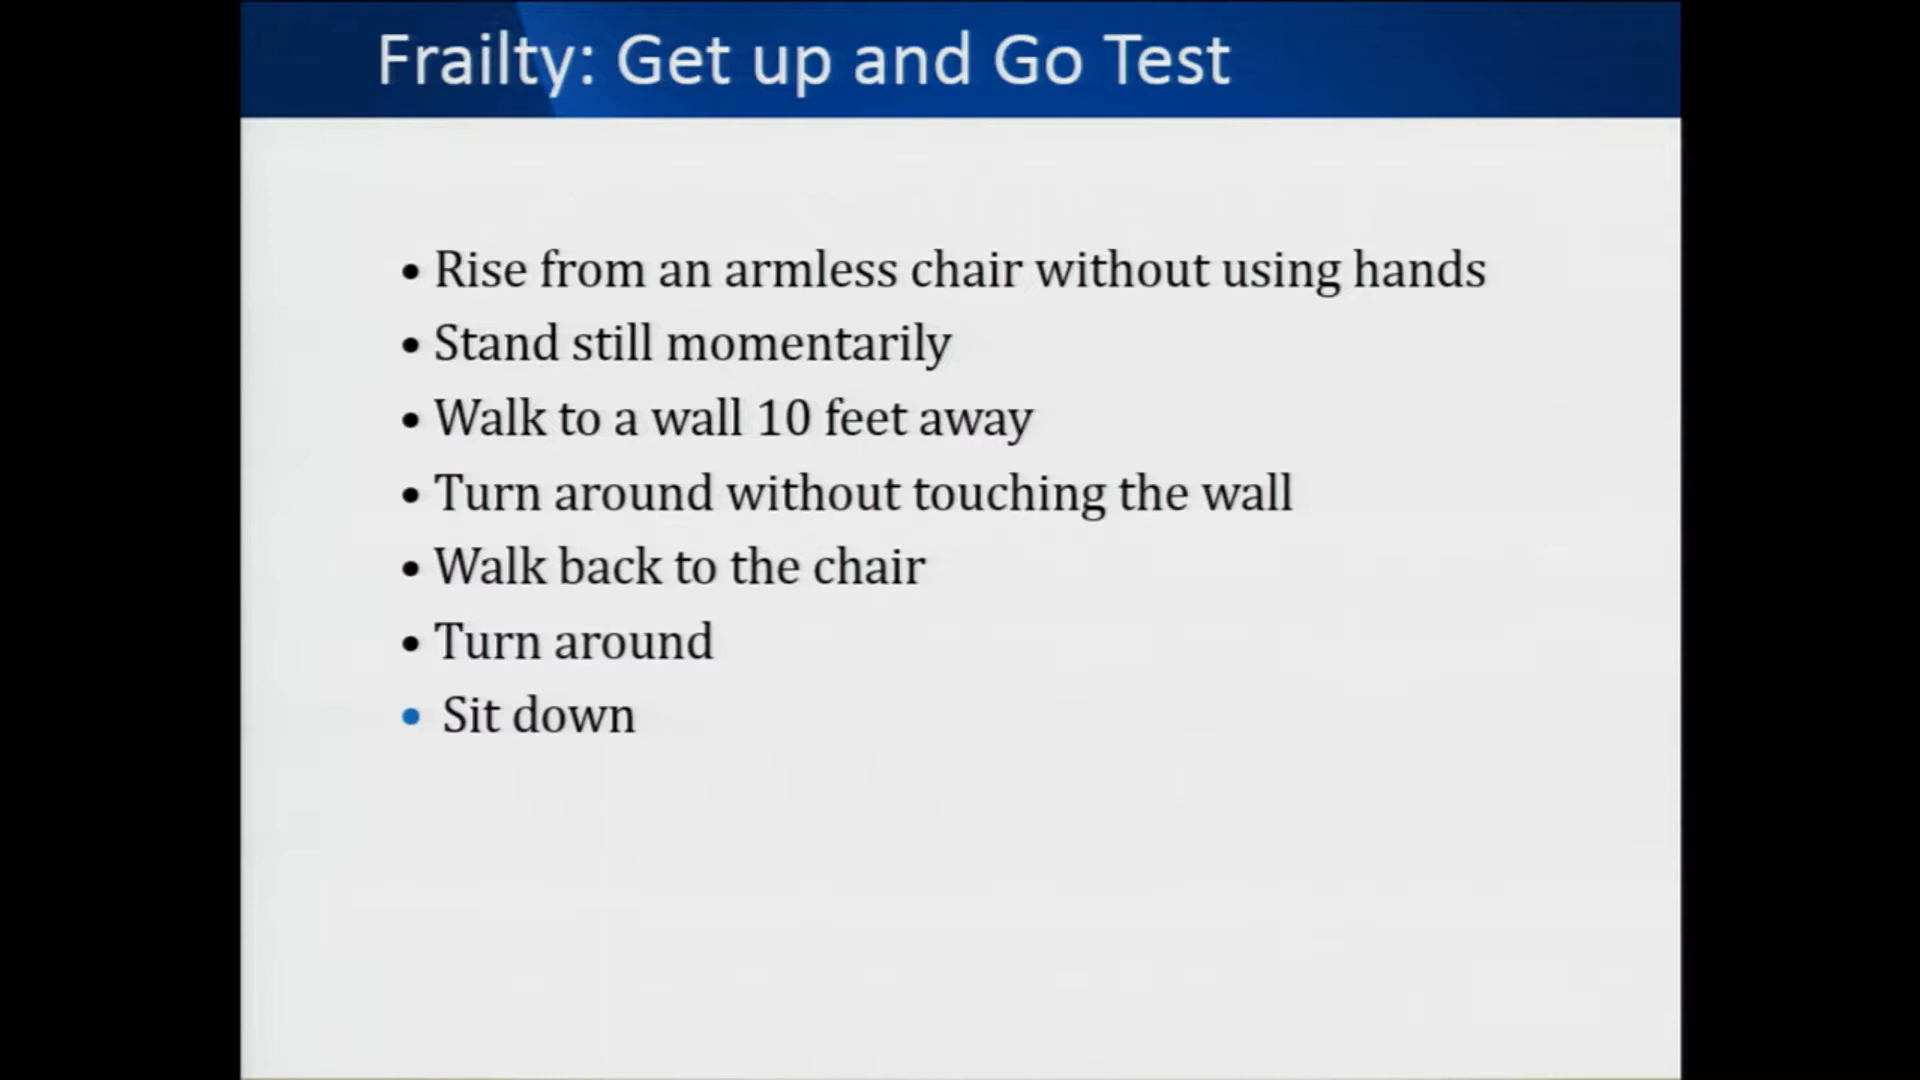 Frailty: Get up and Go Test
• Rise from an armless chair without using hands
• Stand still momentarily
• Walk to a wall 10 feet away
• Turn around without touching the wall
• Walk back to the chair
• Turn around
• Sit down